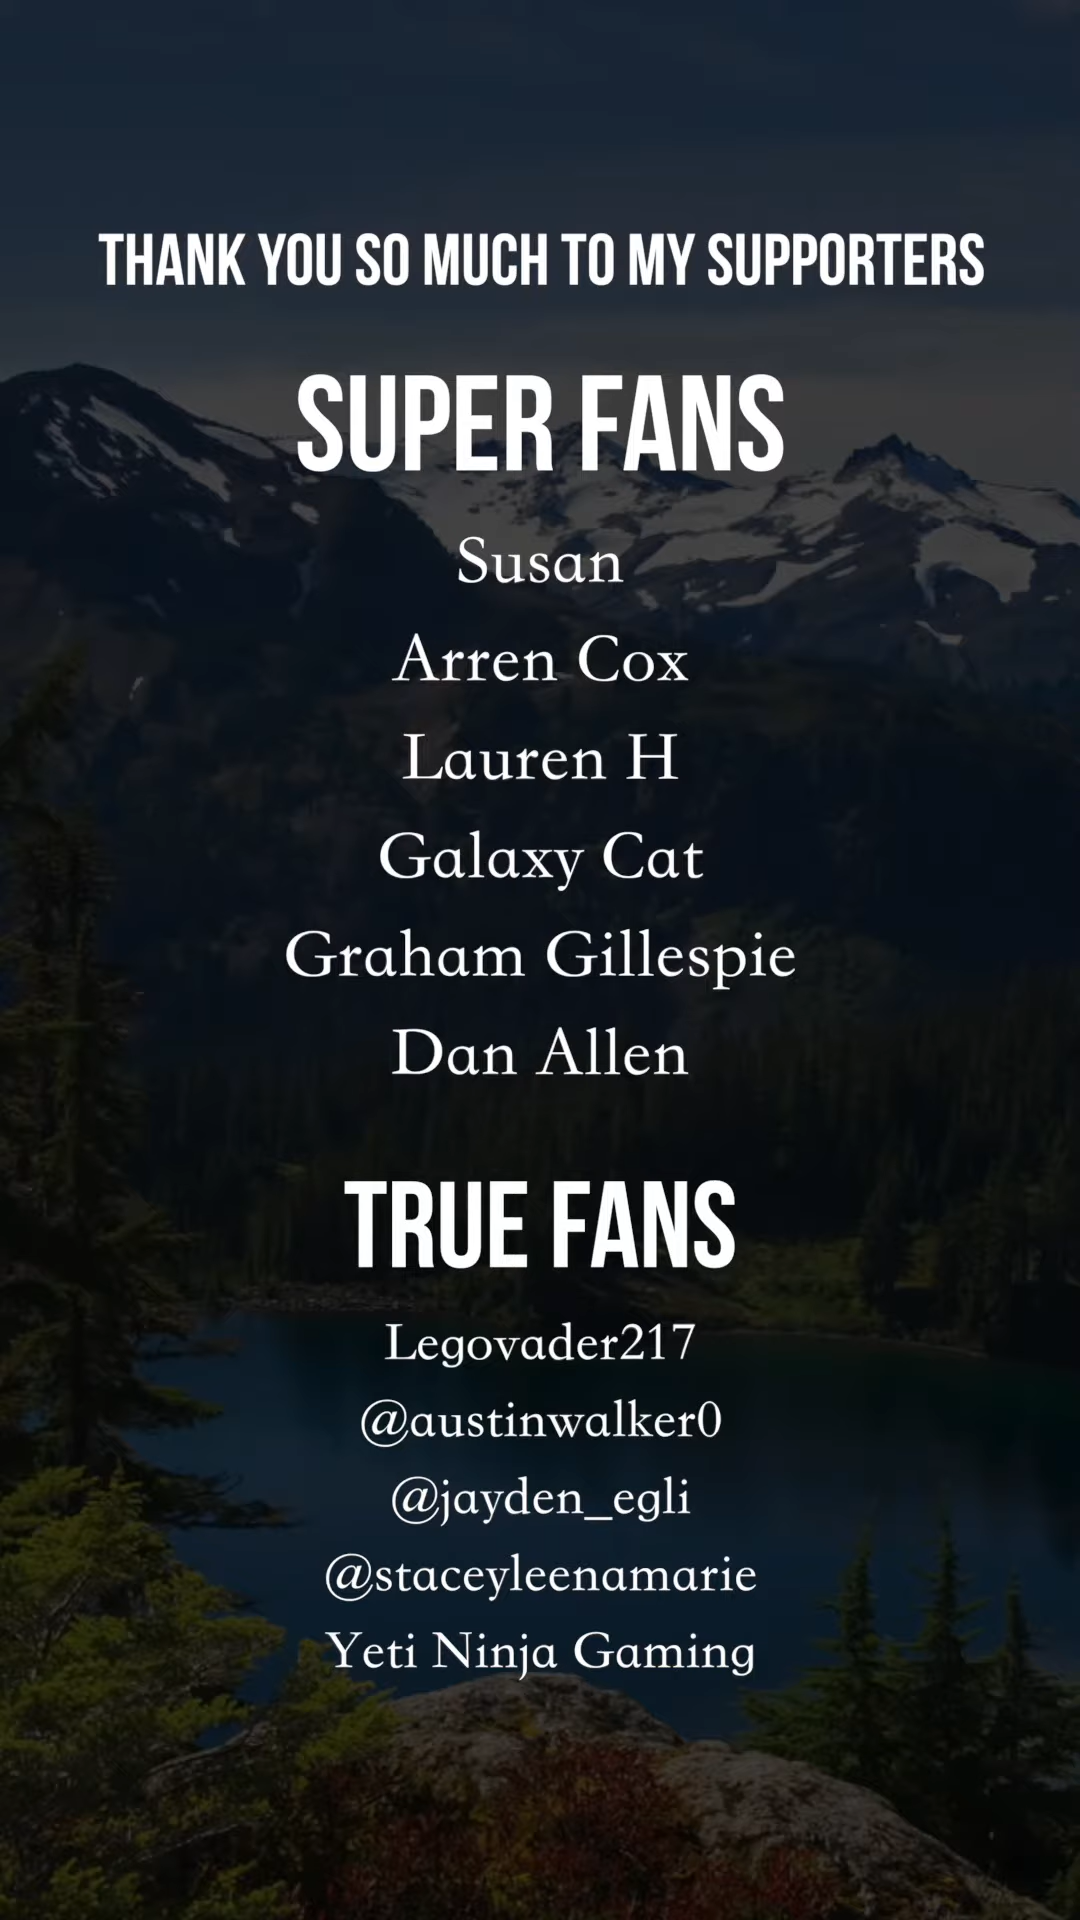 THANK YOU SO MUCH TO MY SUPPORTERS
SUPER FANS
Susan
Arren Cox
Lauren H
Galaxy Cat
Graham Gillespie
Dan Allen
TRUE FANS
Legovader217
@austinwalker0
@jayden_egli
@staceyleenamarie
Yeti Ninja Gaming